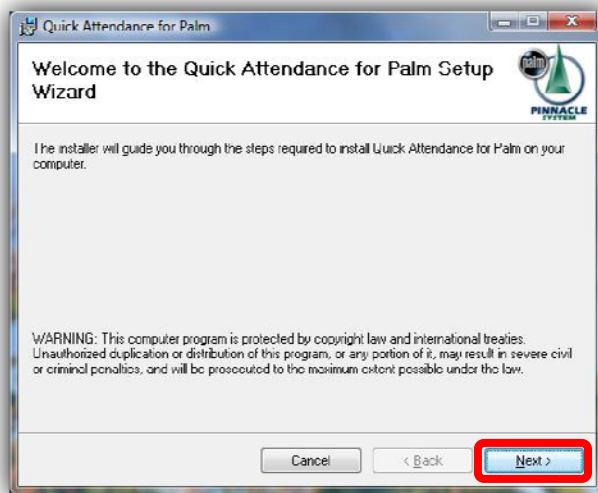 Quick Attendance for Palm
Welcome to the Quick Attendance for Palm Setup
Wizard
palm
PINNACLE
SYSTEM
The installer will guide you through the steps required to install Quick Attendance for Palm on your
computer.
WARNING: This computer program is protected by copyright law and international treaties.
Unauthorized duplication or distribution of this program, or any portion of it, may result in severe civil
or criminal penalties, and will be prosecuted to the maximum extent possible under the law.
Cancel
< Back
Next >